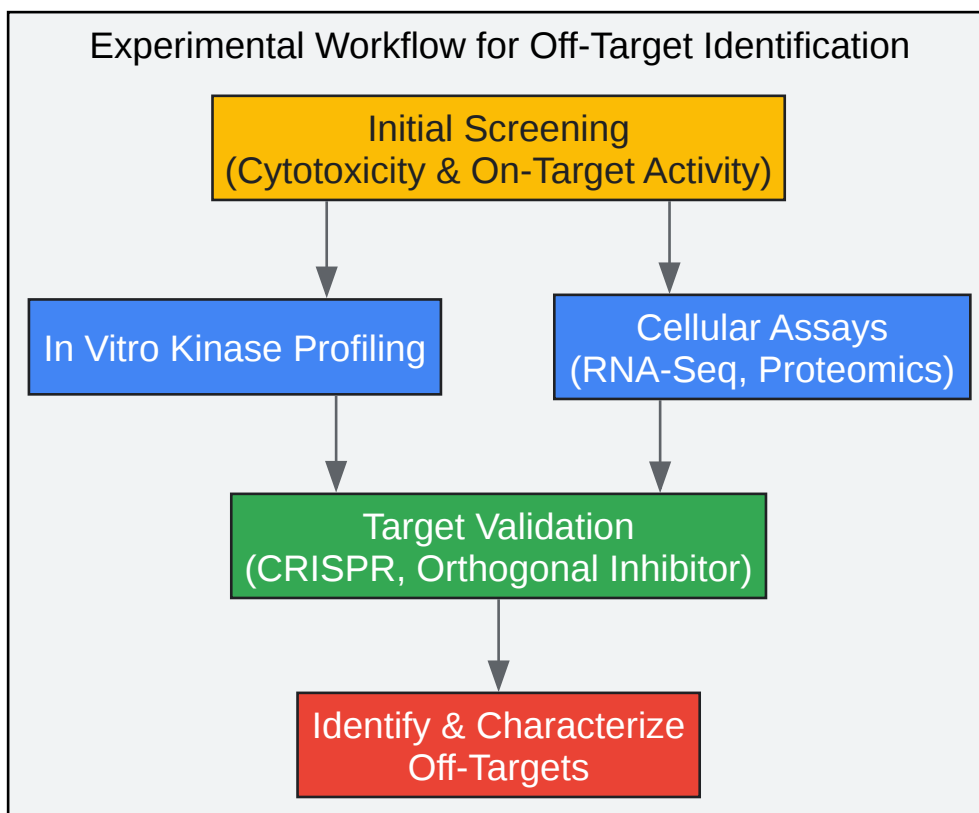 Experimental Workflow for Off-Target Identification
Initial Screening
(Cytotoxicity & On-Target Activity)
In Vitro Kinase Profiling
Cellular Assays
(RNA-Seq, Proteomics)
Target Validation
(CRISPR, Orthogonal Inhibitor)
Identify & Characterize
Off-Targets